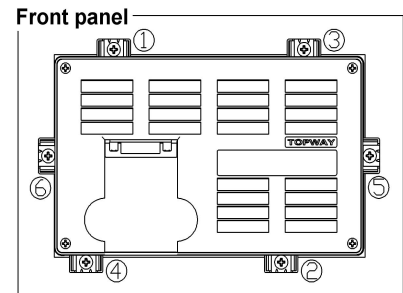 Front panel
① ③
TOPWAY
⑥ ⑤
④ ②